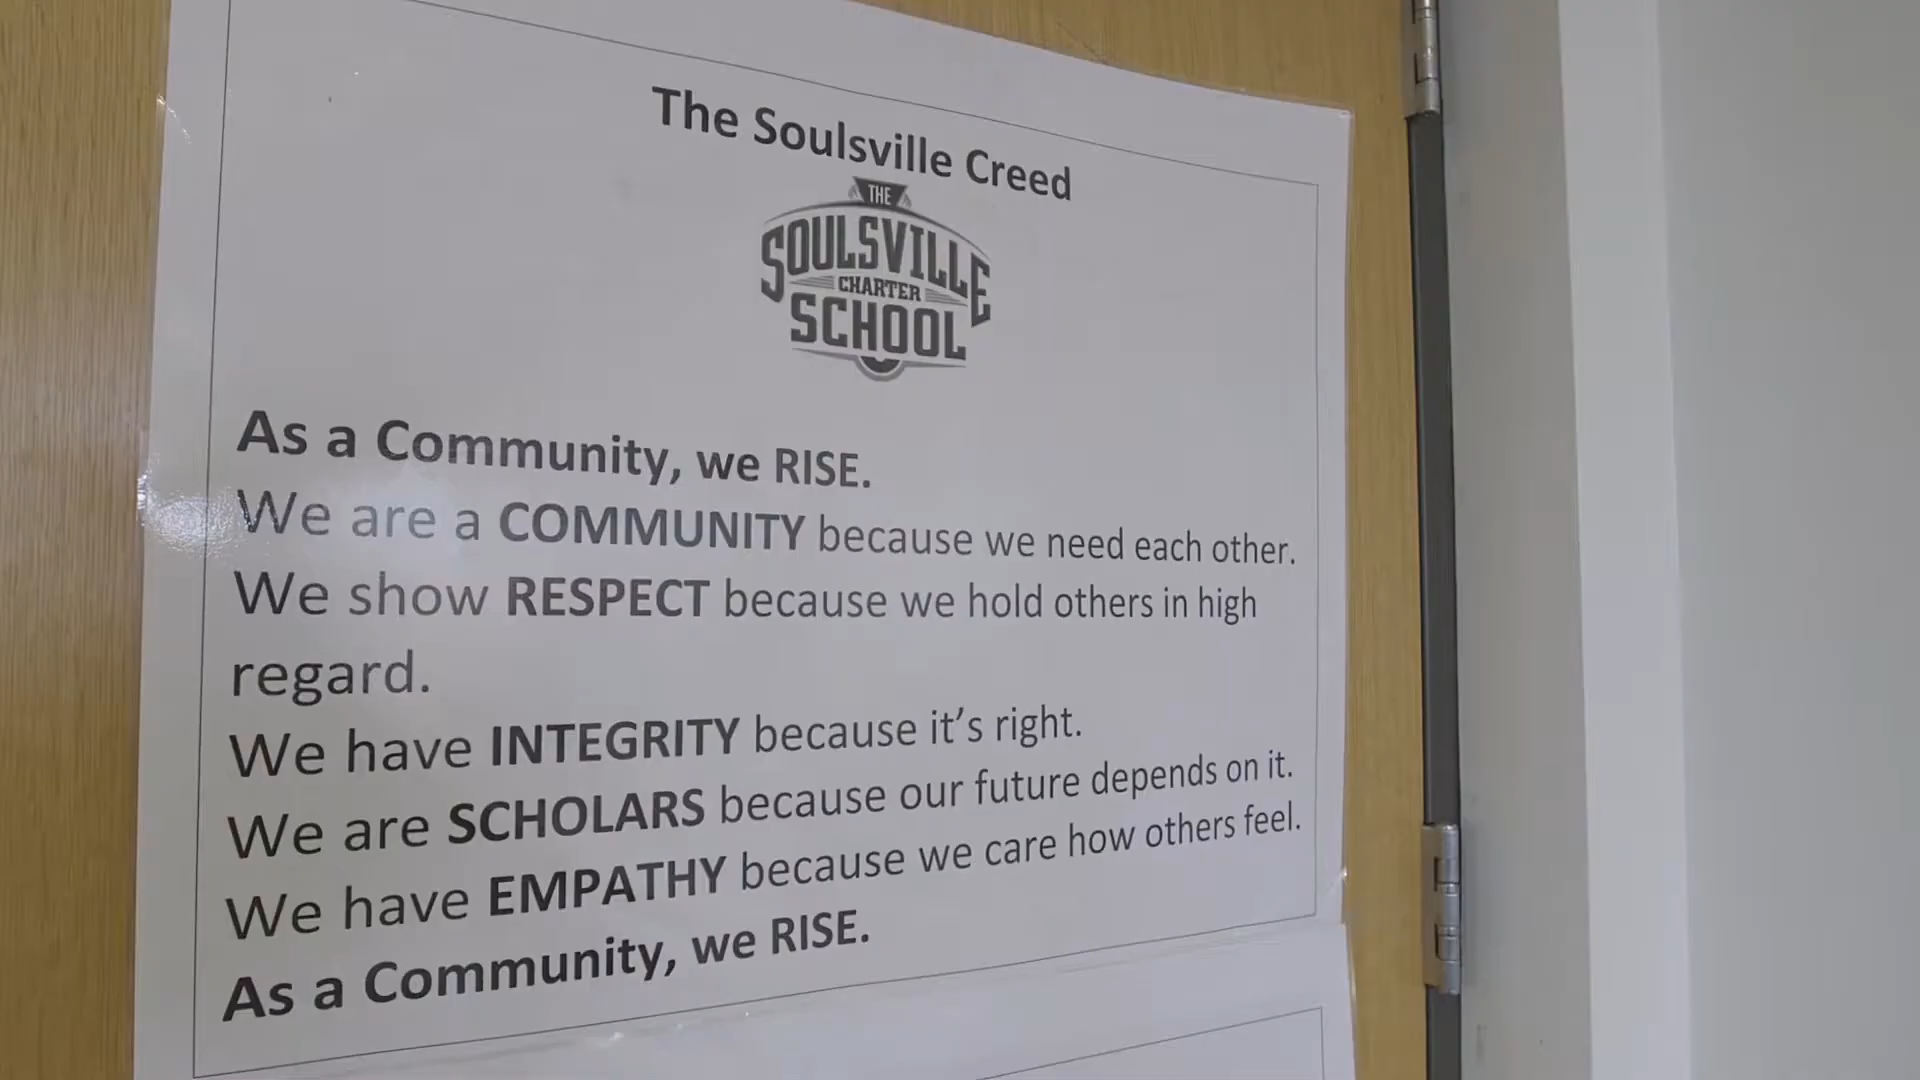 The Soulsville Creed
THE
SOULSVILLE
CHARTER
SCHOOL
As a Community, we RISE.
We are a COMMUNITY because we need each other.
We show RESPECT because we hold others in high
regard.
We have INTEGRITY because it's right.
We are SCHOLARS because our future depends on it.
We have EMPATHY because we care how others feel.
As a Community, we RISE.